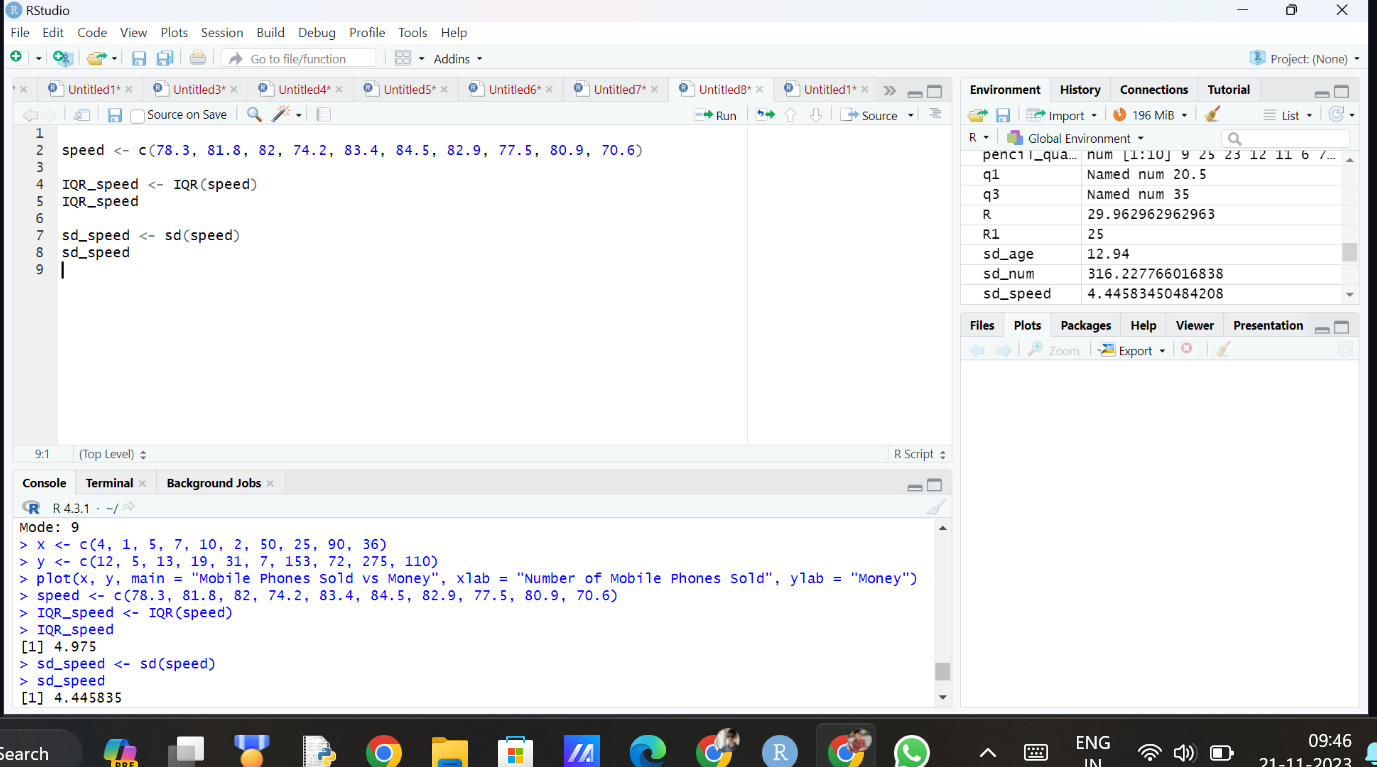 RStudio
File Edit Code View Plots Session Build Debug Profile Tools Help
Go to file/function Addins Project: (None)
Untitled1* Untitled3* Untitled4* Untitled5* Untitled6* Untitled7* Untitled8* Untitled1*
Source on Save Run Source
1
2 speed <- c(78.3, 81.8, 82, 74.2, 83.4, 84.5, 82.9, 77.5, 80.9, 70.6)
3
4 IQR_speed <- IQR(speed)
5 IQR_speed
6
7 sd_speed <- sd(speed)
8 sd_speed
9
9:1 (Top Level) R Script
Console Terminal Background Jobs
R 4.3.1 · ~/
Mode: 9
> x <- c(4, 1, 5, 7, 10, 2, 50, 25, 90, 36)
> y <- c(12, 5, 13, 19, 31, 7, 153, 72, 275, 110)
> plot(x, y, main = "Mobile Phones Sold vs Money", xlab = "Number of Mobile Phones Sold", ylab = "Money")
> speed <- c(78.3, 81.8, 82, 74.2, 83.4, 84.5, 82.9, 77.5, 80.9, 70.6)
> IQR_speed <- IQR(speed)
> IQR_speed
[1] 4.975
> sd_speed <- sd(speed)
> sd_speed
[1] 4.445835
Environment History Connections Tutorial
Import 196 MiB List
R Global Environment
pencil_qua... num [1:10] 9 25 23 12 11 6 7...
q1 Named num 20.5
q3 Named num 35
R 29.962962962963
R1 25
sd_age 12.94
sd_num 316.227766016838
sd_speed 4.44583450484208
Files Plots Packages Help Viewer Presentation
Zoom Export
Search
PRE
R
ENG
IN
09:46
21-11-2023